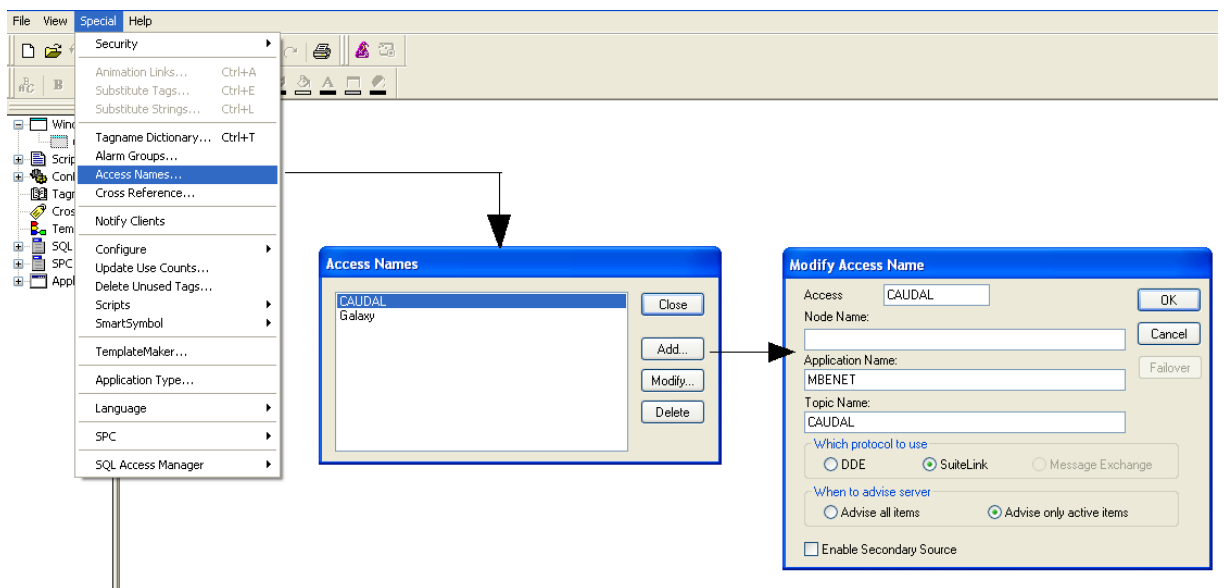 File View Special Help
Security
Animation Links... Ctrl+A
Substitute Tags... Ctrl+E
Substitute Strings... Ctrl+L
Tagname Dictionary... Ctrl+T
Alarm Groups...
Access Names...
Cross Reference...
Notify Clients
Configure
Update Use Counts...
Delete Unused Tags...
Scripts
SmartSymbol
TemplateMaker...
Application Type...
Language
SPC
SQL Access Manager
B
A
SQL
SPC
Access Names
CAUDAL
Galaxy
Close
Add...
Modify...
Delete
Modify Access Name
Access CAUDAL
Node Name:
Application Name:
MBENET
Topic Name:
CAUDAL
OK
Cancel
Failover
Which protocol to use
DDE SuiteLink Message Exchange
When to advise server
Advise all items Advise only active items
Enable Secondary Source